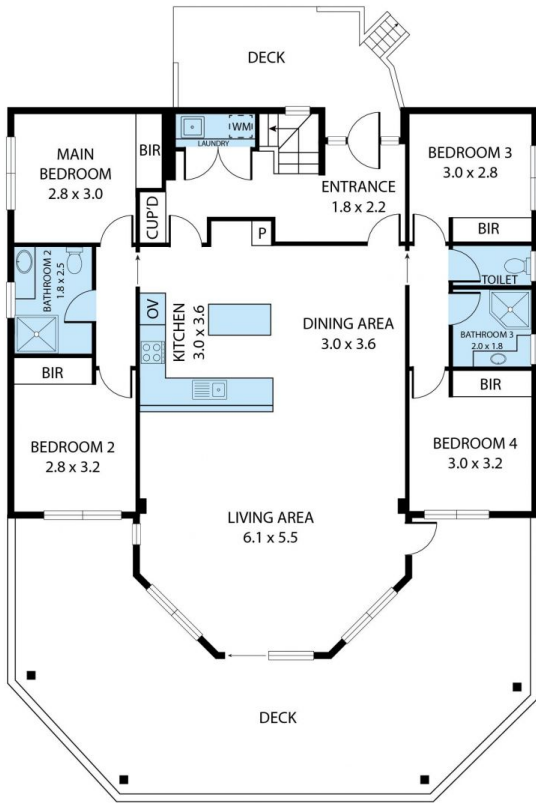 DECK
MAIN
BEDROOM
2.8 x 3.0
BIR
WM
LAUNDRY
BEDROOM 3
3.0 x 2.8
BIR
ENTRANCE
1.8 x 2.2
CUP'D
P
BATHROOM 2
1.8 x 2.5
OV
KITCHEN
3.0 x 3.6
DINING AREA
3.0 x 3.6
TOILET
BATHROOM 3
2.0 x 1.8
BIR
BEDROOM 2
2.8 x 3.2
BIR
BEDROOM 4
3.0 x 3.2
LIVING AREA
6.1 x 5.5
DECK